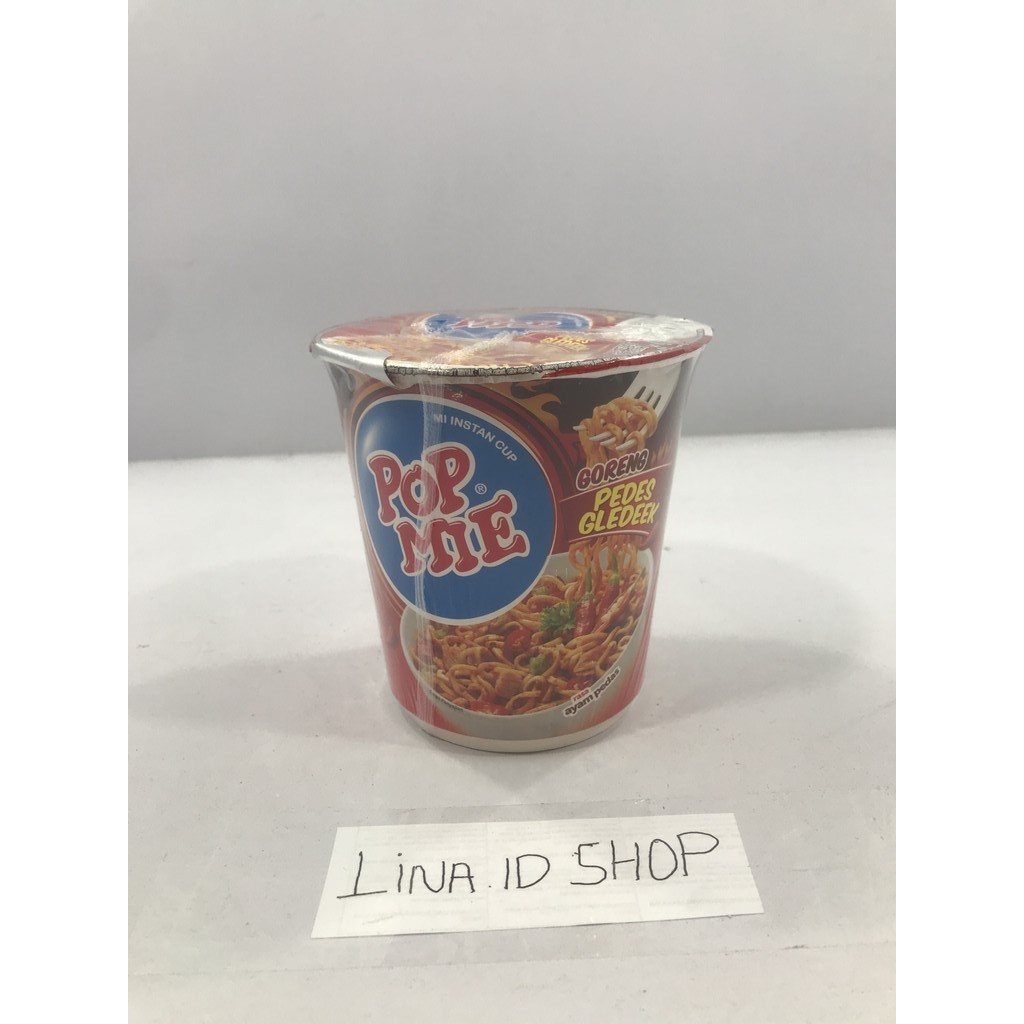 MI INSTAN CUP
POP
MIE
®
GORENG
PEDES
GLEDEEK
rasa
ayam pedas
LINA.ID SHOP